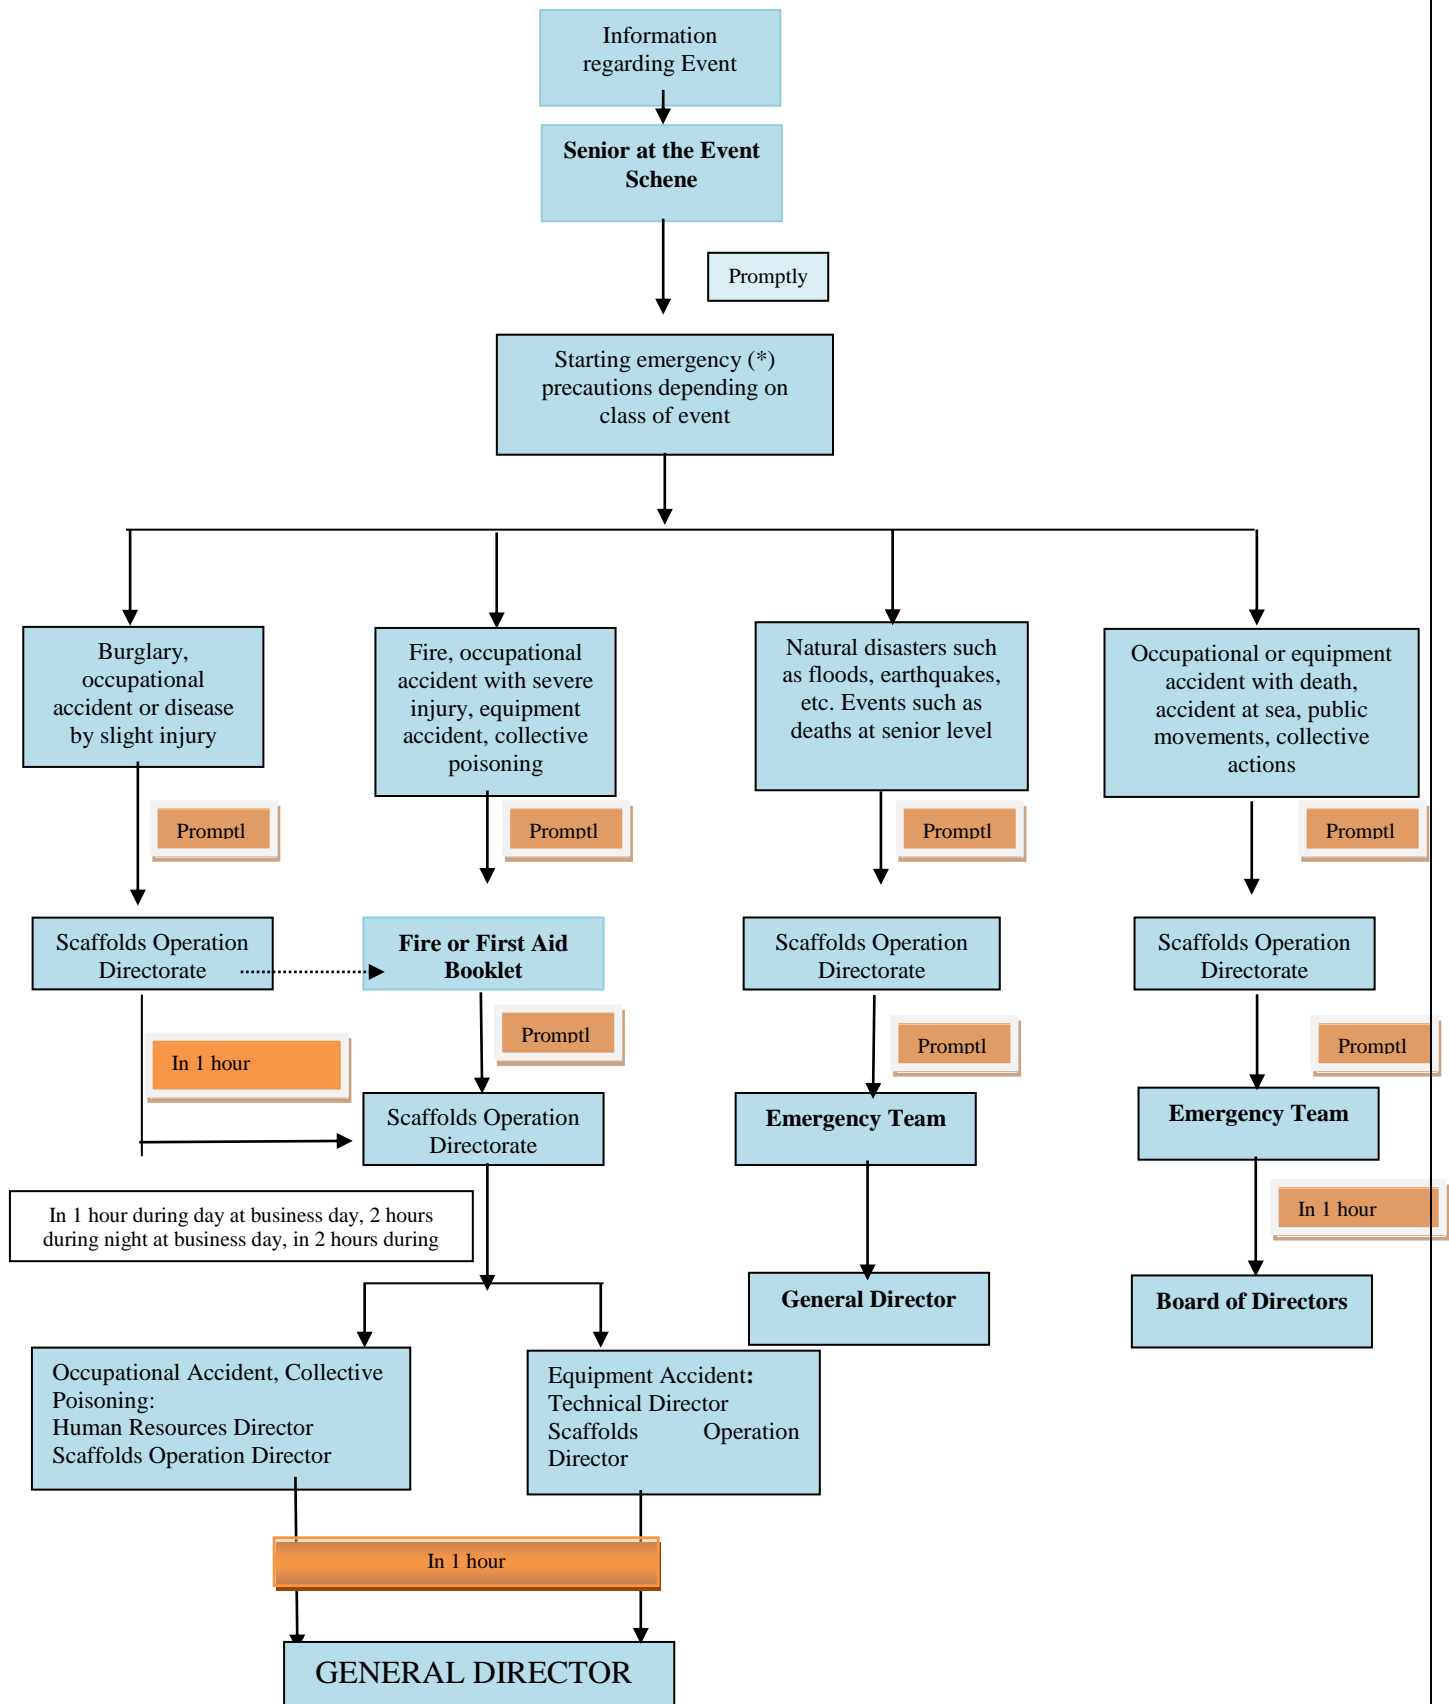 Information
regarding Event
Senior at the Event
Schene
Promptly
Starting emergency (*)
precautions depending on
class of event
Burglary,
occupational
accident or disease
by slight injury
Fire, occupational
accident with severe
injury, equipment
accident, collective
poisoning
Natural disasters such
as floods, earthquakes,
etc. Events such as
deaths at senior level
Occupational or equipment
accident with death,
accident at sea, public
movements, collective
actions
Promptl
Promptl
Promptl
Promptl
Scaffolds Operation
Directorate
Fire or First Aid
Booklet
Scaffolds Operation
Directorate
Scaffolds Operation
Directorate
In 1 hour
Promptl
Promptl
Promptl
Scaffolds Operation
Directorate
Emergency Team
Emergency Team
In 1 hour during day at business day, 2 hours
during night at business day, in 2 hours during
In 1 hour
General Director
Board of Directors
Occupational Accident, Collective
Poisoning:
Human Resources Director
Scaffolds Operation Director
Equipment Accident:
Technical Director
Scaffolds Operation
Director
In 1 hour
GENERAL DIRECTOR